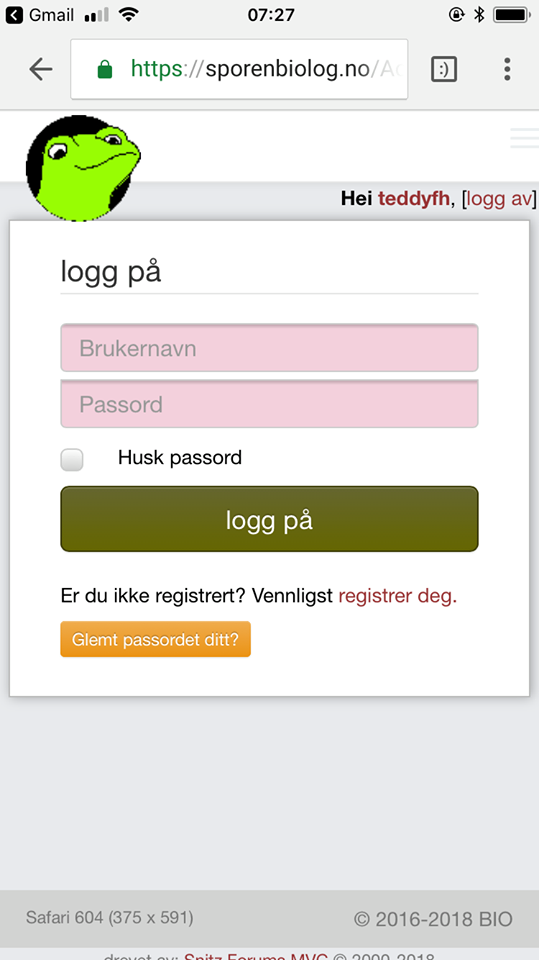 Gmail 07:27
https://sporenbiolog.no/Ac
:)
Hei teddyfh, [logg av]
logg på
Brukernavn
Passord
Husk passord
logg på
Er du ikke registrert? Vennligst registrer deg.
Glemt passordet ditt?
Safari 604 (375 x 591) © 2016-2018 BIO
drevet av: Snitz Forums MVC © 2000-2018